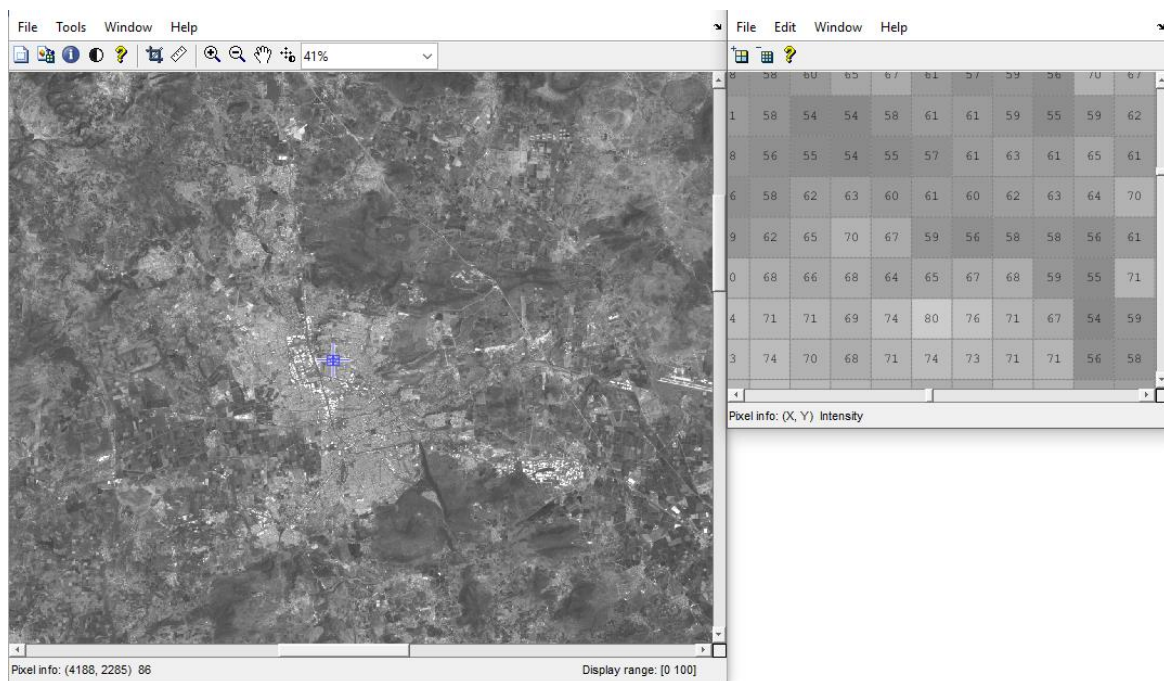 File Tools Window Help
41%
Pixel info: (4188, 2285) 86
Display range: [0 100]
File Edit Window Help
8 58 60 65 67 61 57 59 56 70 67
1 58 54 54 58 61 61 59 55 59 62
8 56 55 54 55 57 61 63 61 65 61
6 58 62 63 60 61 60 62 63 64 70
9 62 65 70 67 59 56 58 58 56 61
0 68 66 68 64 65 67 68 59 55 71
4 71 71 69 74 80 76 71 67 54 59
3 74 70 68 71 74 73 71 71 56 58
Pixel info: (X, Y) Intensity